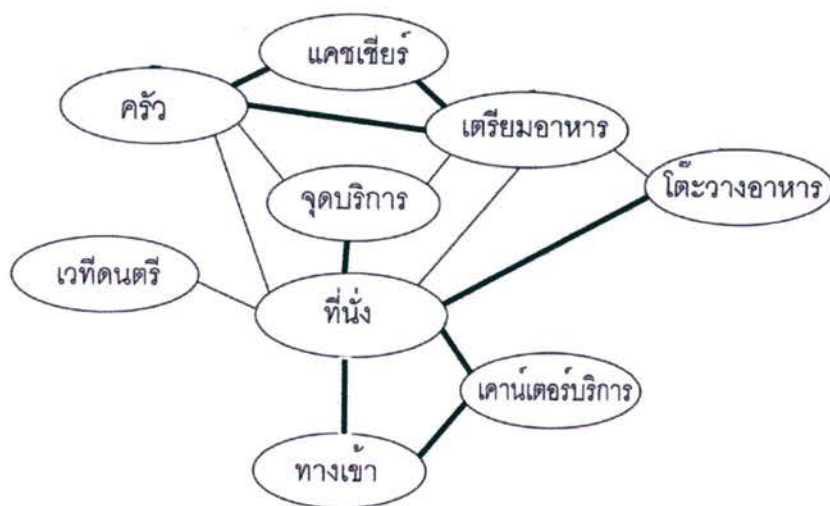 แคชเชียร์
ครัว
เตรียมอาหาร
โต๊ะวางอาหาร
จุดบริการ
เวทีดนตรี
ที่นั่ง
เคาน์เตอร์บริการ
ทางเข้า